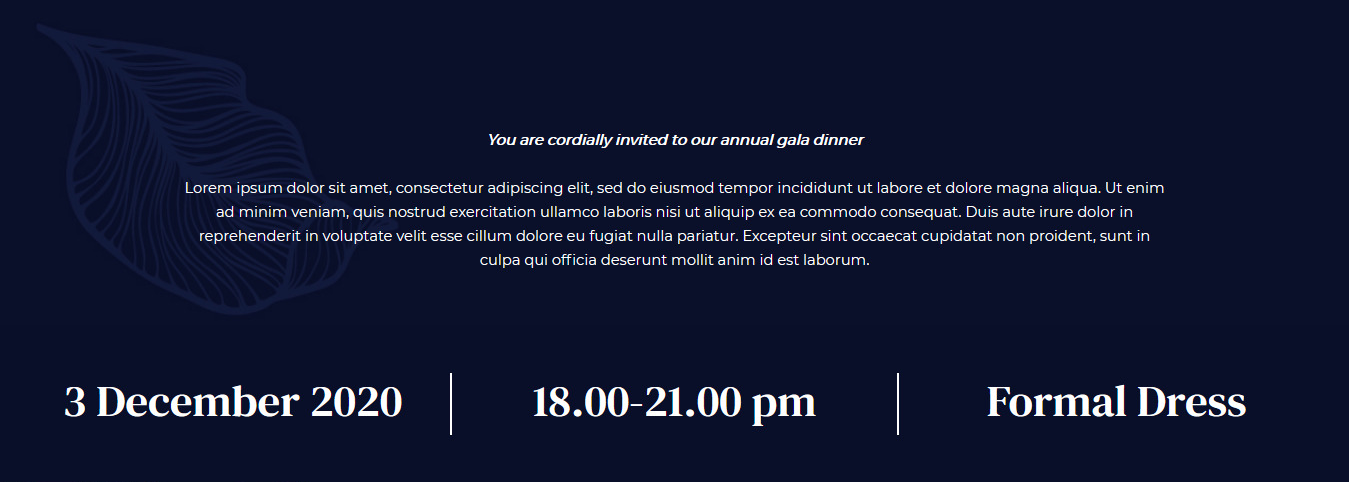 You are cordially invited to our annual gala dinner
Lorem ipsum dolor sit amet, consectetur adipiscing elit, sed do eiusmod tempor incididunt ut labore et dolore magna aliqua. Ut enim
ad minim veniam, quis nostrud exercitation ullamco laboris nisi ut aliquip ex ea commodo consequat. Duis aute irure dolor in
reprehenderit in voluptate velit esse cillum dolore eu fugiat nulla pariatur. Excepteur sint occaecat cupidatat non proident, sunt in
culpa qui officia deserunt mollit anim id est laborum.
3 December 2020
18.00-21.00 pm
Formal Dress